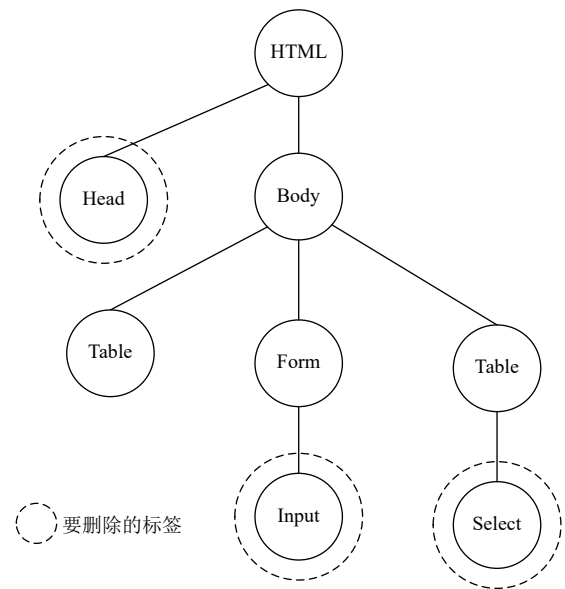 HTML
Head
Body
Table
Form
Table
Input
Select
要删除的标签